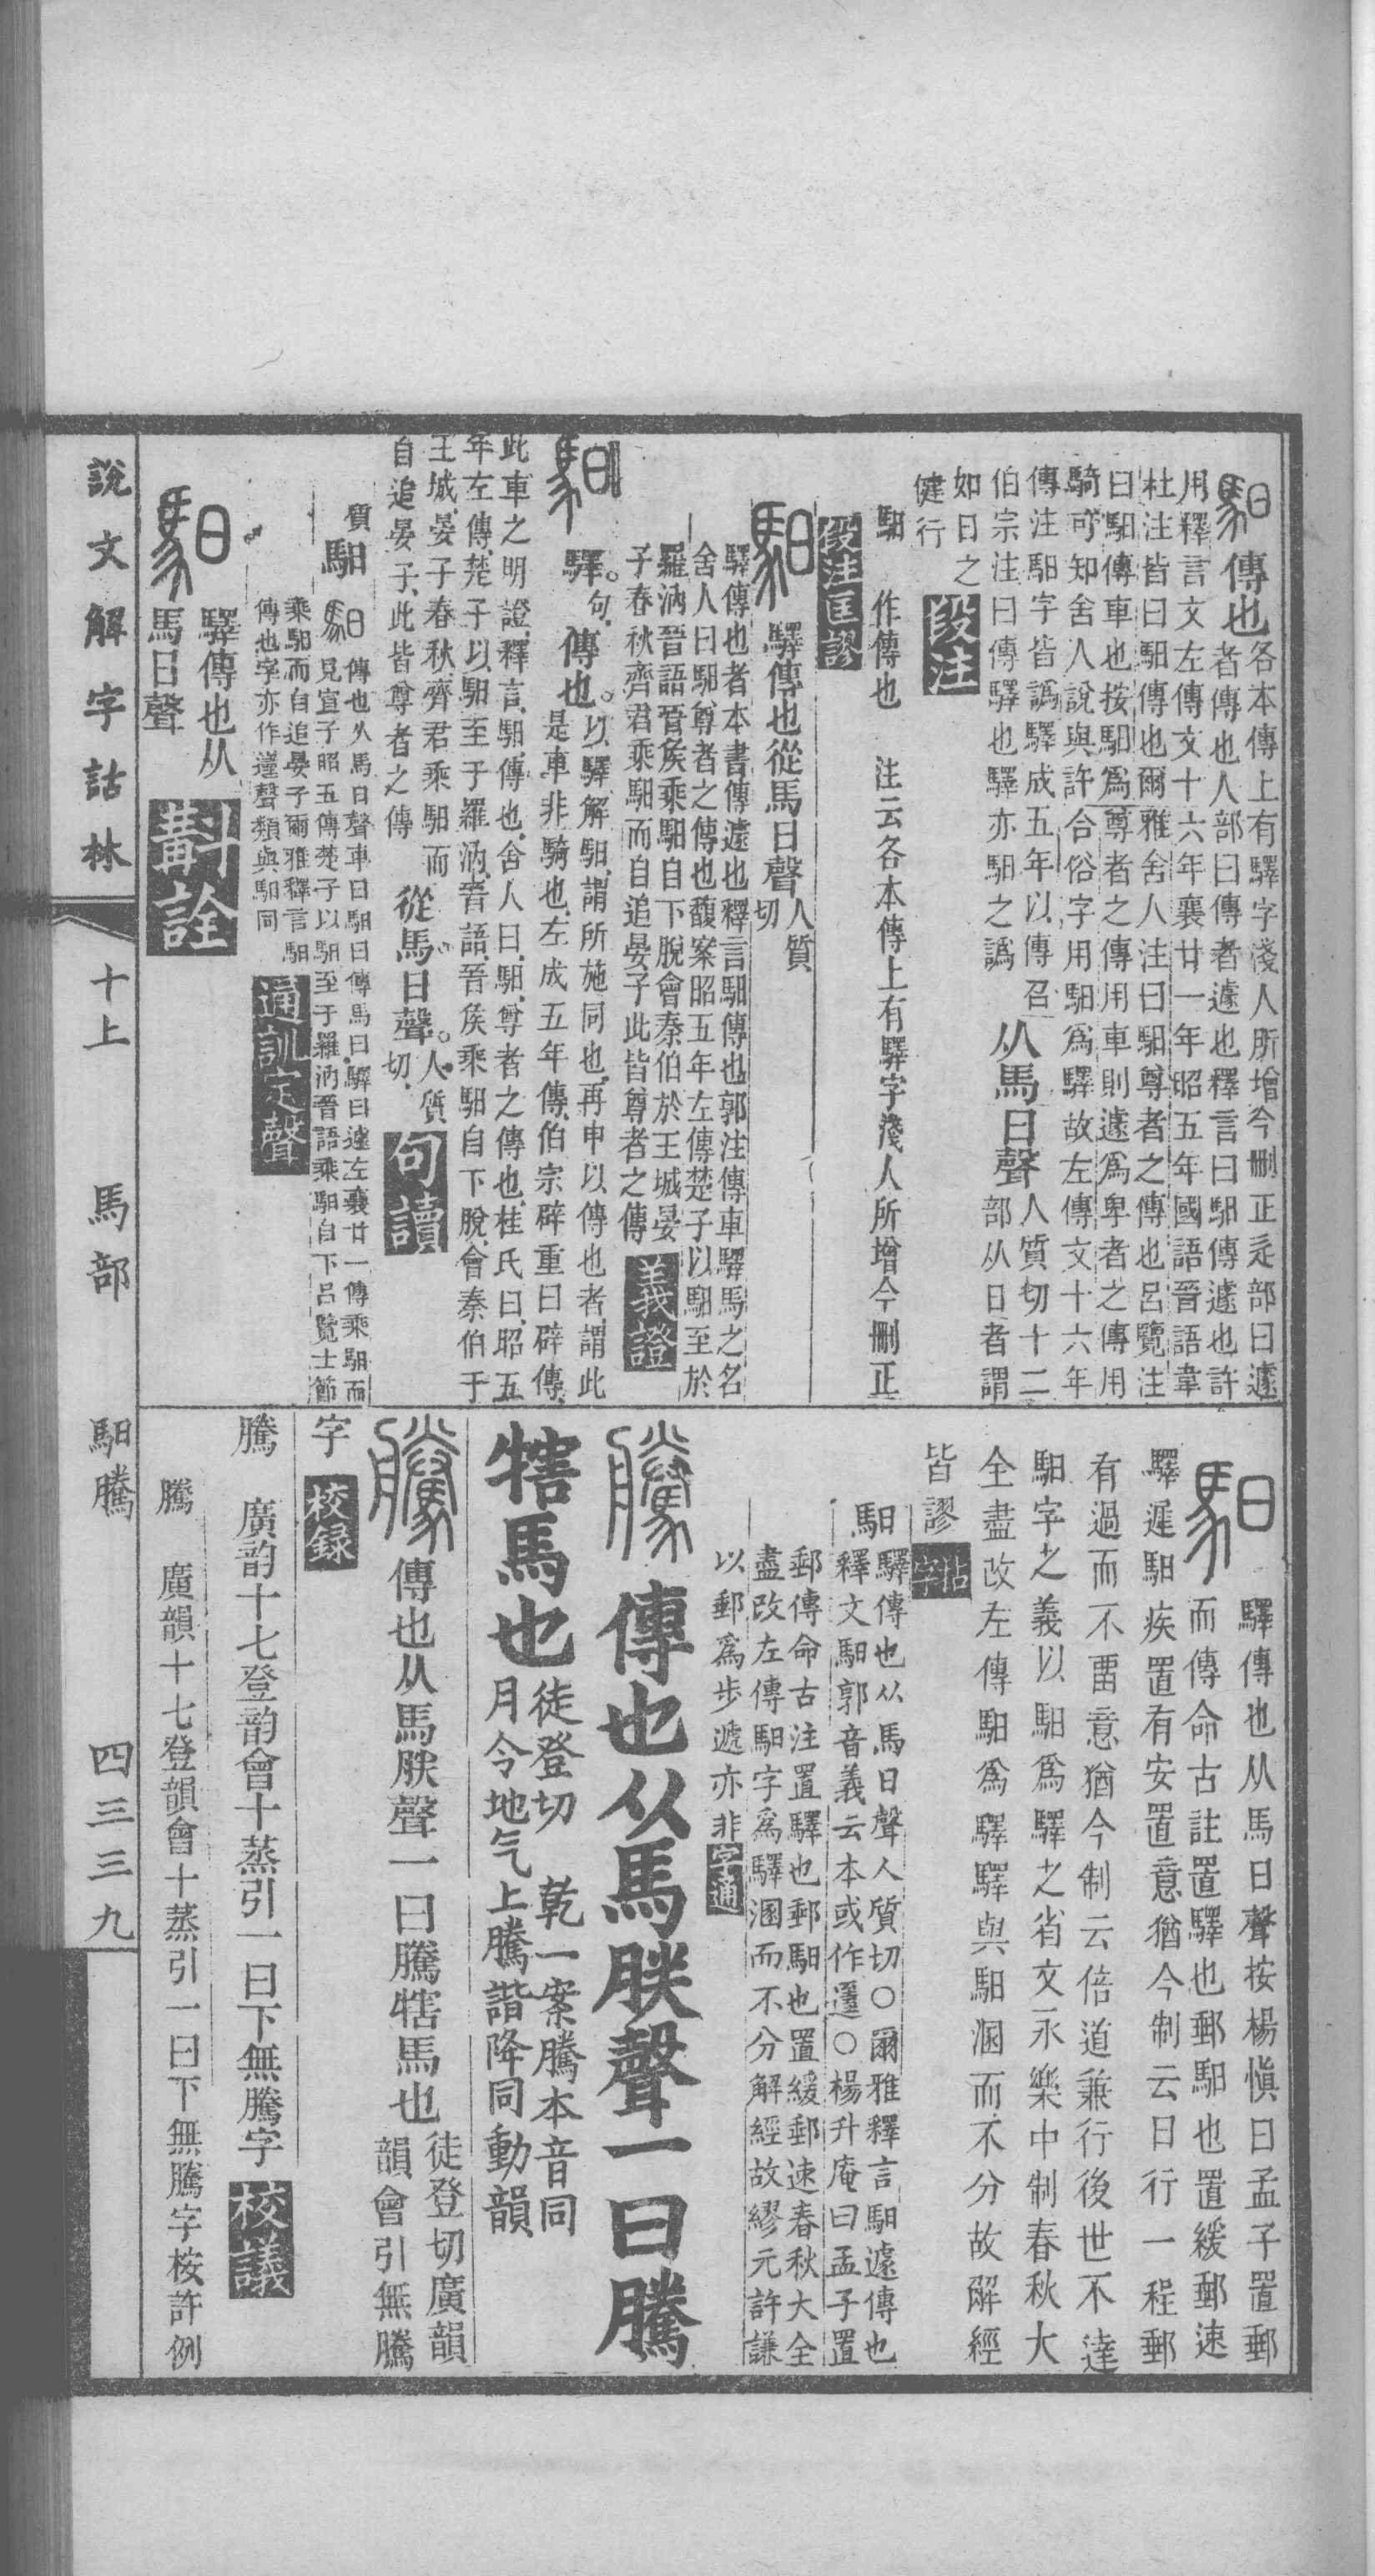 馹傳也各本傳上有驛字淺人所增今刪正辵部曰遽
者傳也人部曰傳者遽也釋言曰馹傳遽也許
用釋言文左傳文十六年襄廿一年昭五年國語晉語韋
杜注皆曰馹傳也爾雅舍人注曰馹尊者之傳也呂覽注
曰馹傳車也按馹爲尊者之傳用車則遽爲卑者之傳用
騎可知舍人說與許合俗字用馹爲驛故左傳文十六年
傳注馹字皆譌驛成五年以傳召
伯宗注曰傳驛也驛亦馹之譌
从馬日聲人質切十二
部从日者謂
如日之
健行
段注
馹 作傳也 注云各本傳上有驛字淺人所增今刪正
段注匡謬
馹驛傳也從馬日聲人質
切
驛傳也者本書傳遽也釋言馹傳也郭注傳車驛馬之名
舍人曰馹尊者之傳也馥案昭五年左傳楚子以馹至於
羅汭晉語晉矦乘馹自下脫會秦伯於王城晏
子春秋齊君乘馹而自追晏子此皆尊者之傳
義證
馹驛。句。傳也。以驛解馹,謂所施同也,再申以傳也者,謂此
是車非騎也,左成五年傳,伯宗辟重曰辟傳,
此車之明證,釋言,馹,傳也,舍人曰,馹,尊者之傳也,桂氏曰,昭五
年左傳,楚子以馹至于羅汭,晉語,晉矦乘馹自下脫,會秦伯于
王城,晏子春秋,齊君乘馹而
自追晏子,此皆尊者之傳
從馬。日聲。人質
切,
句讀
質馹馹傳也从馬日聲車曰馹曰傳馬曰驛曰遽左襄廿一傳乘馹而
見宣子昭五傳楚子以馹至于羅汭晉語乘馹自下呂覽士節
乘馹而自追晏子爾雅釋言馹
傳也字亦作𨗿聲類與馹同
通訓定聲
馹驛傳也从
馬日聲
斠詮
馹驛傳也从馬日聲按楊愼曰孟子置郵
而傳命古註置驛也郵馹也置緩郵速
驛遲馹疾置有安置意猶今制云日行一程郵
有過而不畱意猶今制云倍道兼行後世不達
馹字之義以馹爲驛之省文永樂中制春秋大
全盡改左傳馹爲驛驛與馹溷而不分故解經
皆謬
拈字
馹驛傳也从馬日聲人質切〇爾雅釋言馹遽傳也
釋文馹郭音義云本或作𨗿〇楊升庵曰孟子置
郵傳命古注置驛也郵馹也置緩郵速春秋大全
盡改左傳馹字爲驛溷而不分解經故繆元許謙
以郵爲步遞亦非
字通
騰傳也从馬朕聲一曰騰
犗馬也徒登切 乾一案騰本音同
月令地气上騰諧降同動韻
騰傳也从馬朕聲一曰騰犗馬也徒登切廣韻
韻會引無騰
字
校録
騰 廣韵十七登韵會十蒸引一曰下無騰字
校議
騰 廣韻十七登韻會十蒸引一曰下無騰字桉許例
說文解字詁林
十上 馬部 馹騰
四三三九